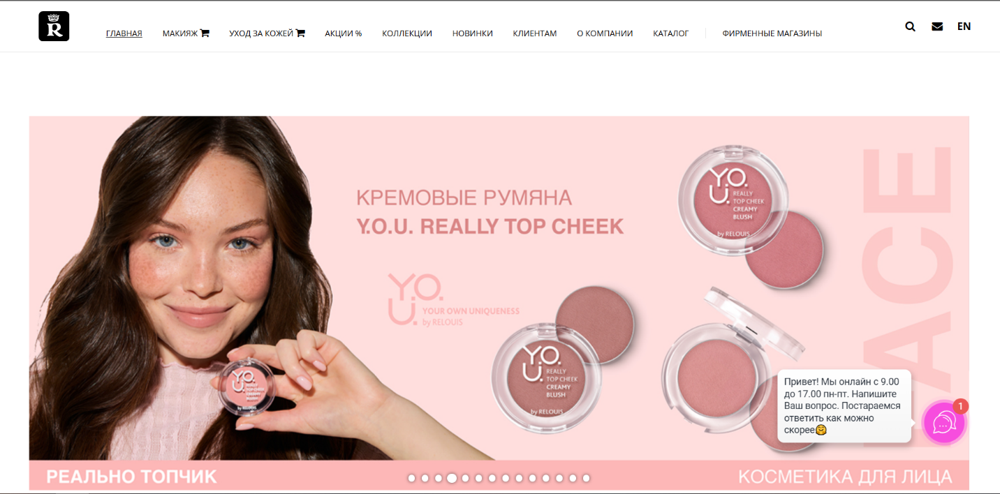 R
ГЛАВНАЯ
МАКИЯЖ
УХОД ЗА КОЖЕЙ
АКЦИИ %
КОЛЛЕКЦИИ
НОВИНКИ
КЛИЕНТАМ
О КОМПАНИИ
КАТАЛОГ
ФИРМЕННЫЕ МАГАЗИНЫ
EN
КРЕМОВЫЕ РУМЯНА
Y.O.U. REALLY TOP CHEEK
Y.O.
U. YOUR OWN UNIQUENESS
by RELOUIS
Y.O.
U. REALLY
TOP CHEEK
CREAMY
BLUSH
by RELOUIS
Y.O.
U. REALLY
TOP CHEEK
CREAMY
BLUSH
by RELOUIS
Y.O.
U. REALLY
TOP CHEEK
CREAMY
BLUSH
by RELOUIS
FACE
Привет! Мы онлайн с 9.00
до 17.00 пн-пт. Напишите
Ваш вопрос. Постараемся
ответить как можно
скорее🤗
1
РЕАЛЬНО ТОПЧИК
КОСМЕТИКА ДЛЯ ЛИЦА